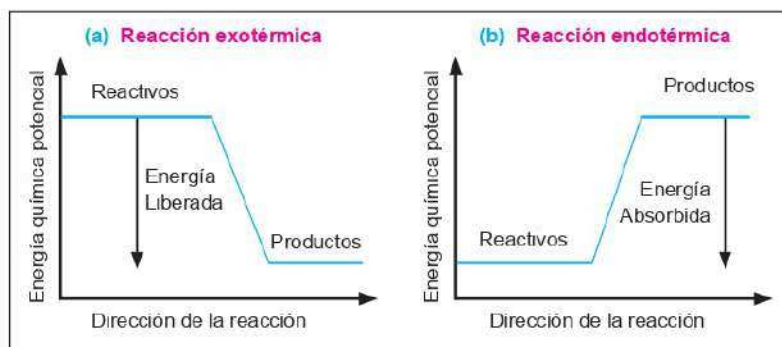 (a) Reacción exotérmica
Energía química potencial
Reactivos
Energía
Liberada
Productos
Dirección de la reacción
(b) Reacción endotérmica
Energía química potencial
Productos
Energía
Absorbida
Reactivos
Dirección de la reacción